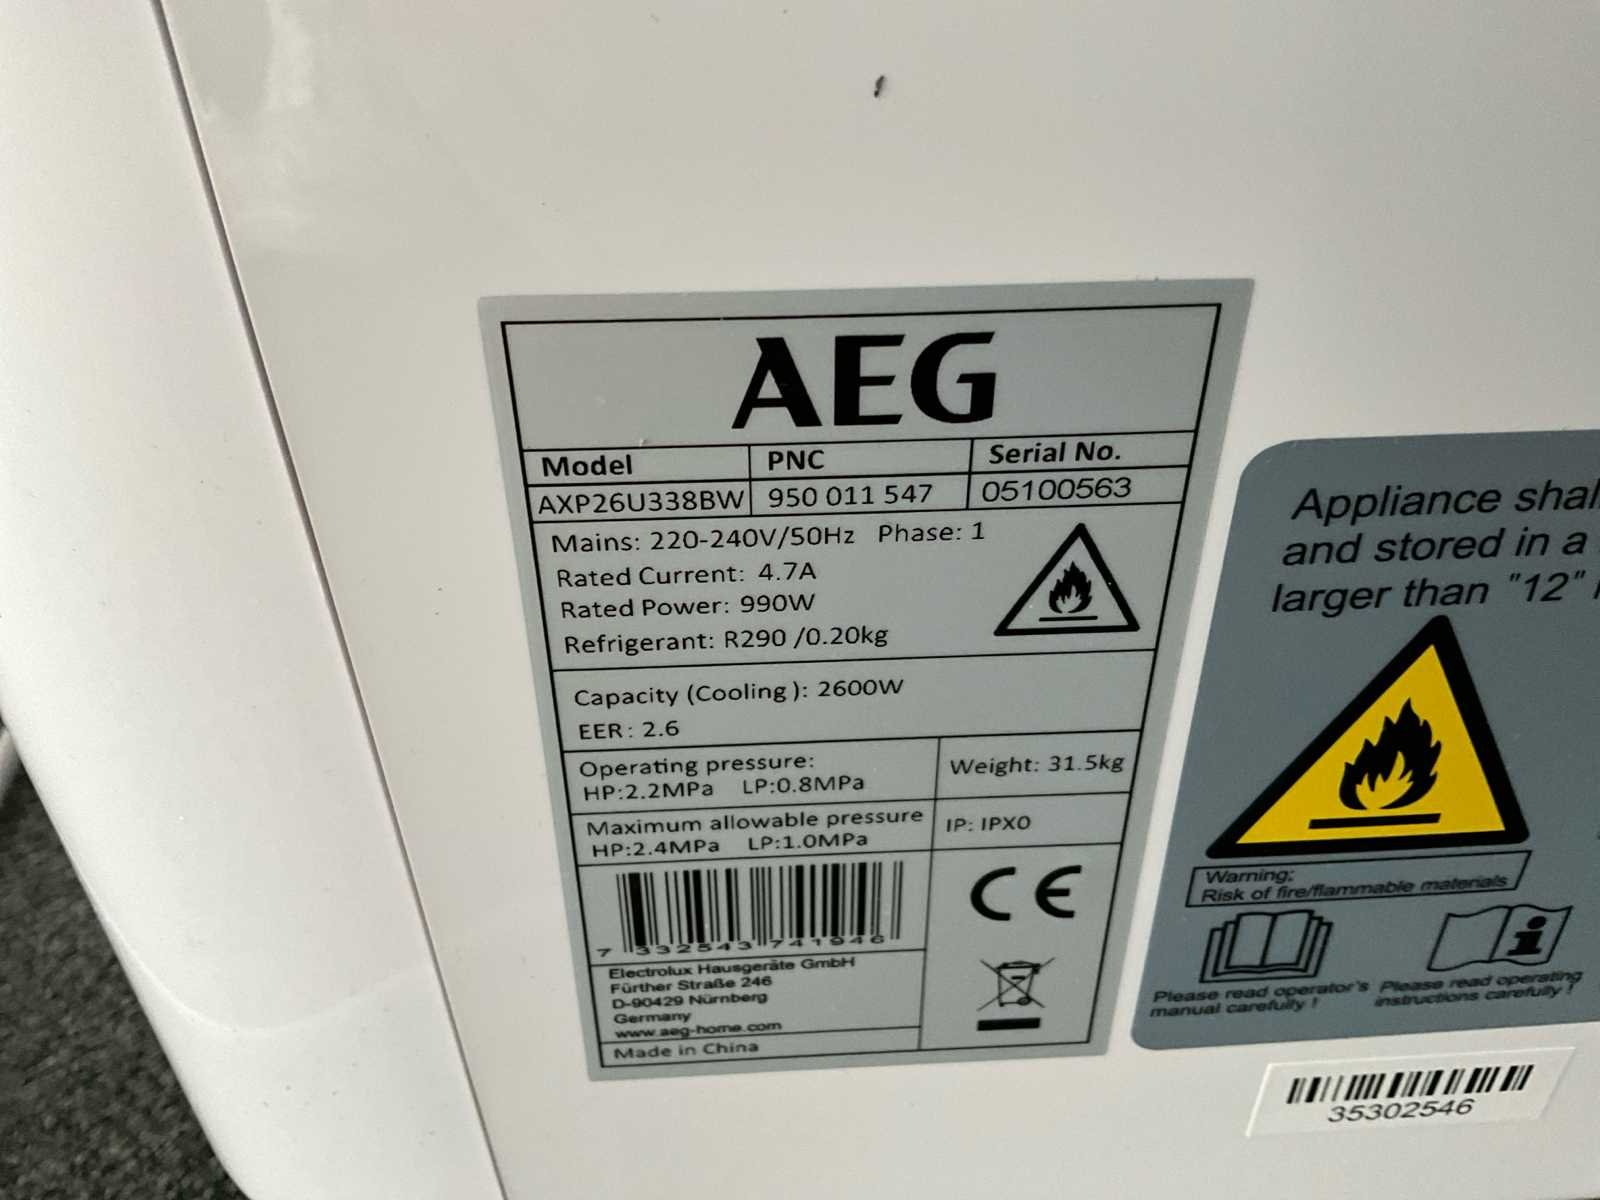 AEG
Model PNC Serial No.
AXP26U338BW 950 011 547 05100563
Mains: 220-240V/50Hz Phase: 1
Rated Current: 4.7A
Rated Power: 990W
Refrigerant: R290 /0.20kg
Capacity (Cooling): 2600W
EER: 2.6
Operating pressure:
HP:2.2MPa LP:0.8MPa
Weight: 31.5kg
Maximum allowable pressure
HP:2.4MPa LP:1.0MPa
IP: IPX0
7 332543 741946
CE
Electrolux Hausgeräte GmbH
Fürther Straße 246
D-90429 Nürnberg
Germany
www.aeg-home.com
Made in China
Appliance shal
and stored in a
larger than "12"
Warning;
Risk of fire/flammable materials
Please read operator's
manual carefully !
Please read operating
instructions carefully !
35302546